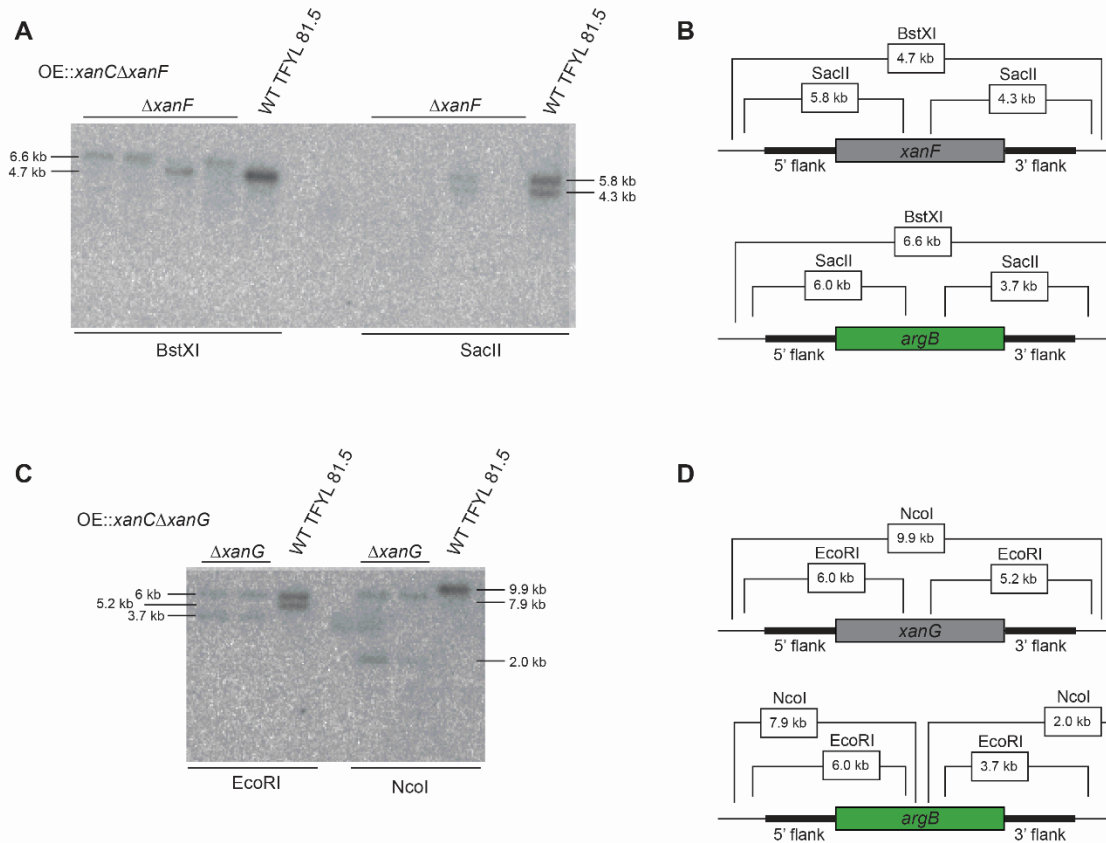 A
OE::xanCΔxanF
ΔxanF
WT TFYL 81.5
ΔxanF
WT TFYL 81.5
6.6 kb
4.7 kb
5.8 kb
4.3 kb
BstXI
SacII
B
BstXI
4.7 kb
SacII
SacII
5.8 kb
4.3 kb
xanF
5’ flank
3’ flank
BstXI
6.6 kb
SacII
SacII
6.0 kb
3.7 kb
argB
5’ flank
3’ flank
C
OE::xanCΔxanG
ΔxanG
WT TFYL 81.5
ΔxanG
WT TFYL 81.5
6 kb
5.2 kb
3.7 kb
9.9 kb
7.9 kb
2.0 kb
EcoRI
NcoI
D
NcoI
9.9 kb
EcoRI
EcoRI
6.0 kb
5.2 kb
xanG
5’ flank
3’ flank
NcoI
NcoI
7.9 kb
2.0 kb
EcoRI
EcoRI
6.0 kb
3.7 kb
argB
5’ flank
3’ flank